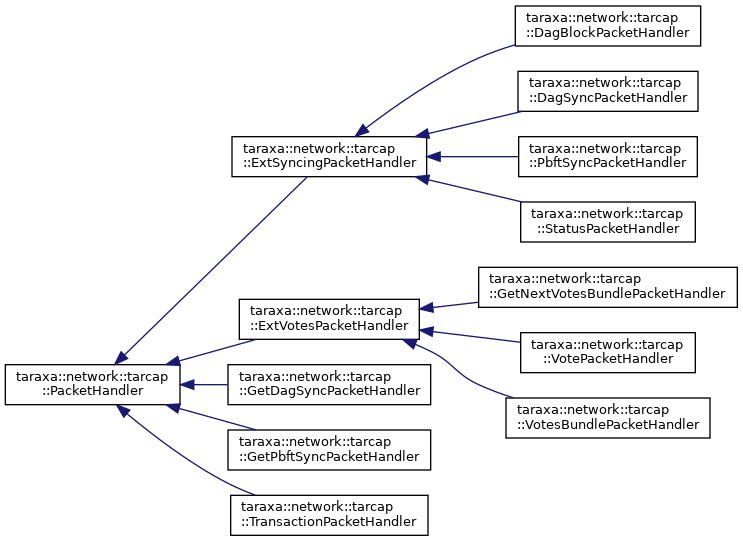 taraxa::network::tarcap
::DagBlockPacketHandler
taraxa::network::tarcap
::DagSyncPacketHandler
taraxa::network::tarcap
::ExtSyncingPacketHandler
taraxa::network::tarcap
::PbftSyncPacketHandler
taraxa::network::tarcap
::StatusPacketHandler
taraxa::network::tarcap
::GetNextVotesBundlePacketHandler
taraxa::network::tarcap
::ExtVotesPacketHandler
taraxa::network::tarcap
::VotePacketHandler
taraxa::network::tarcap
::PacketHandler
taraxa::network::tarcap
::GetDagSyncPacketHandler
taraxa::network::tarcap
::VotesBundlePacketHandler
taraxa::network::tarcap
::GetPbftSyncPacketHandler
taraxa::network::tarcap
::TransactionPacketHandler